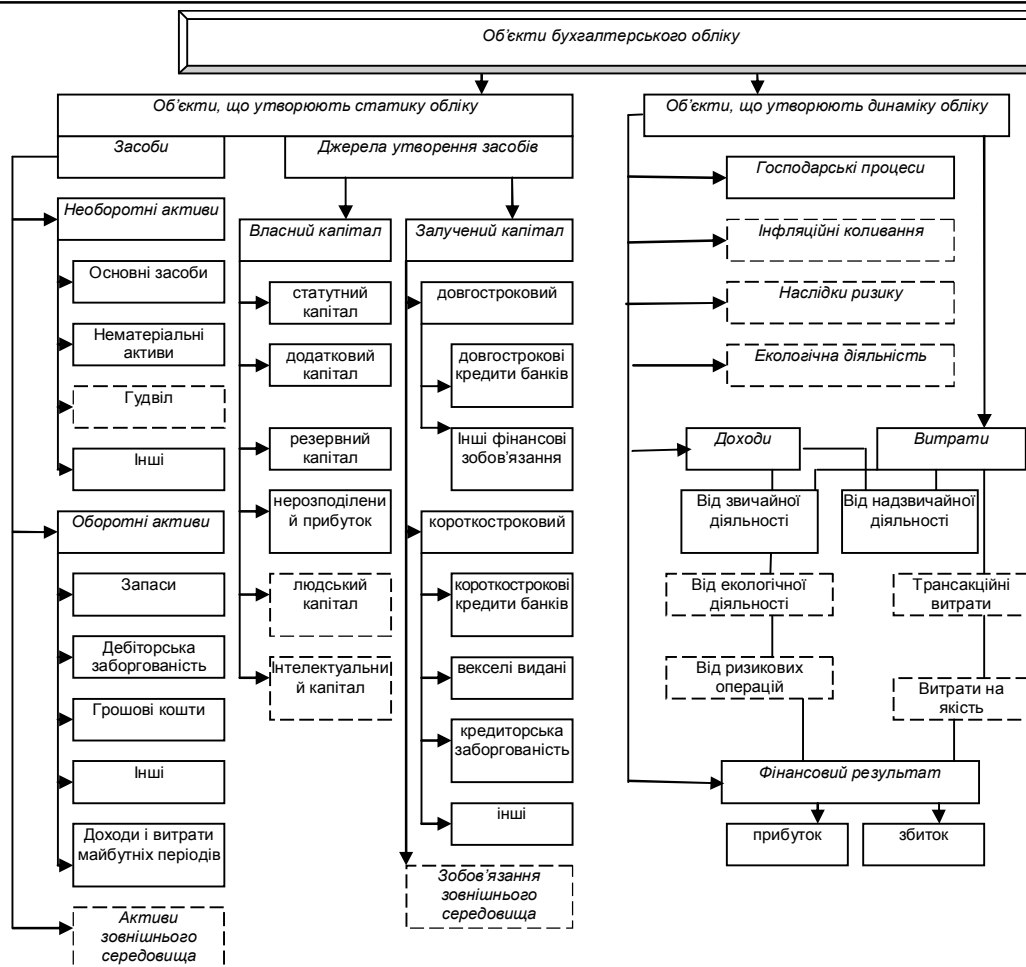 Об'єкти бухгалтерського обліку
Об'єкти, що утворюють статику обліку
Засоби
Джерела утворення засобів
Необоротні активи
Основні засоби
Нематеріальні
активи
Гудвіл
Інші
Оборотні активи
Запаси
Дебіторська
заборгованість
Грошові кошти
Інші
Доходи і витрати
майбутніх періодів
Активи
зовнішнього
середовища
Власний капітал
статутний
капітал
додатковий
капітал
резервний
капітал
нерозподілени
й прибуток
людський
капітал
Інтелектуальни
й капітал
Залучений капітал
довгостроковий
довгострокові
кредити банків
Інші фінансові
зобов'язання
короткостроковий
короткострокові
кредити банків
векселі видані
кредиторська
заборгованість
інші
Зобов'язання
зовнішнього
середовища
Об'єкти, що утворюють динаміку обліку
Господарські процеси
Інфляційні коливання
Наслідки ризику
Екологічна діяльність
Доходи
Витрати
Від звичайної
діяльності
Від надзвичайної
діяльності
Від екологічної
діяльності
Трансакційні
витрати
Від ризикових
операцій
Витрати на
якість
Фінансовий результат
прибуток
збиток